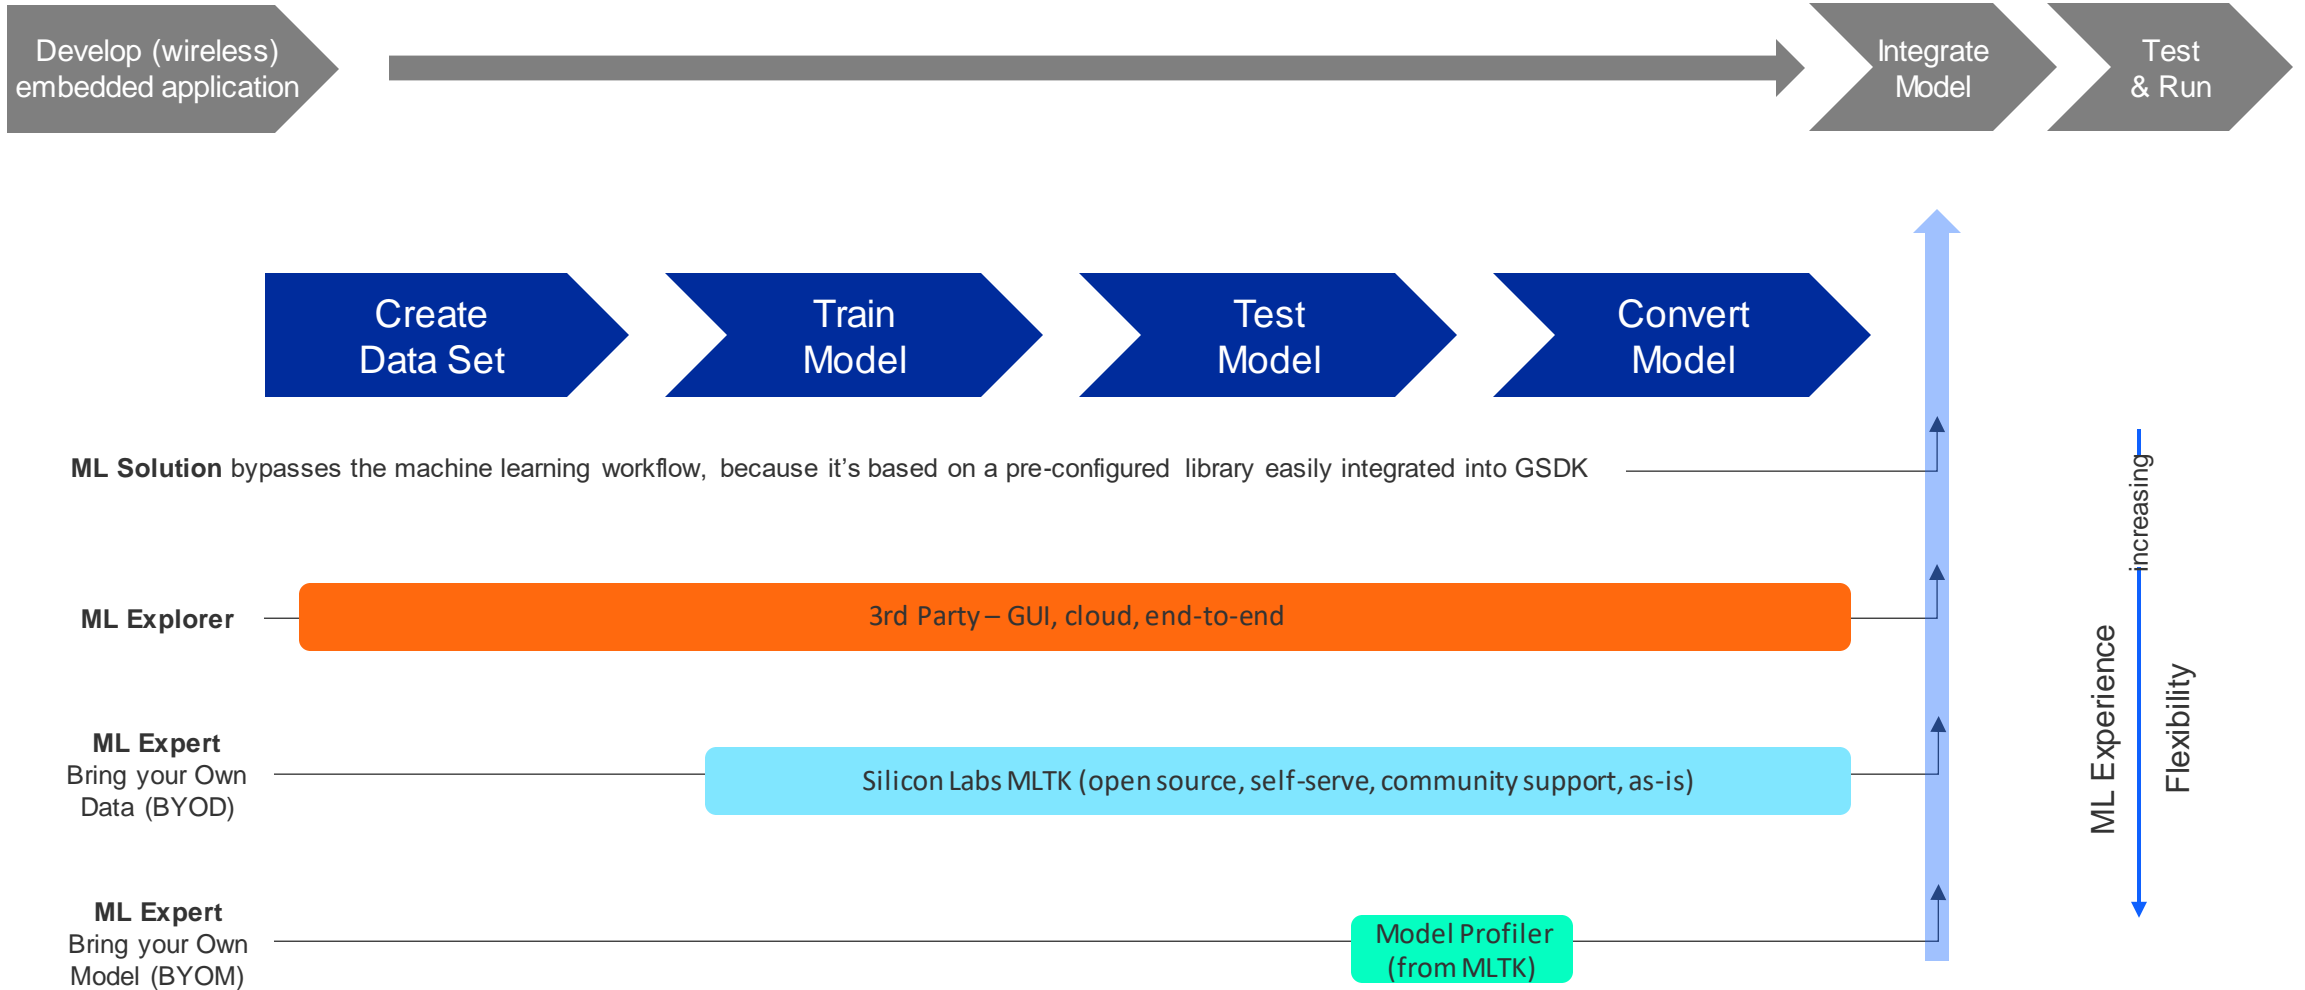 Develop (wireless)
embedded application
Integrate
Model
Test
& Run
Create
Data Set
Train
Model
Test
Model
Convert
Model
ML Solution bypasses the machine learning workflow, because it’s based on a pre-configured library easily integrated into GSDK
increasing
ML Explorer
3rd Party – GUI, cloud, end-to-end
ML Experience
Flexibility
ML Expert
Bring your Own
Data (BYOD)
Silicon Labs MLTK (open source, self-serve, community support, as-is)
ML Expert
Bring your Own
Model (BYOM)
Model Profiler
(from MLTK)